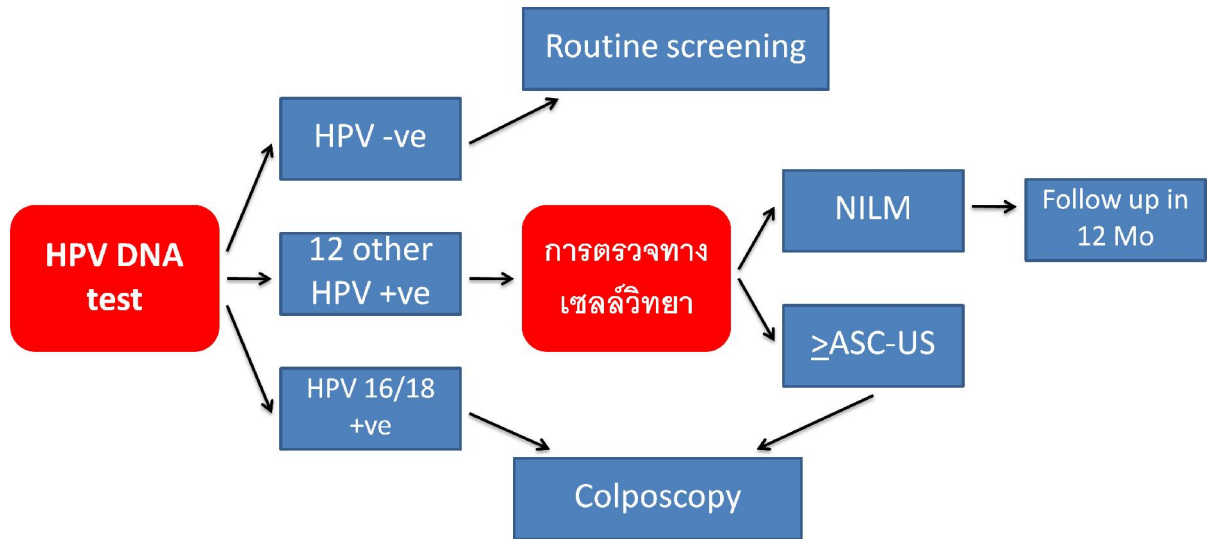 Routine screening
HPV -ve
HPV DNA
test
12 other
HPV +ve
การตรวจทาง
เซลล์วิทยา
NILM
Follow up in
12 Mo
≥ASC-US
HPV 16/18
+ve
Colposcopy